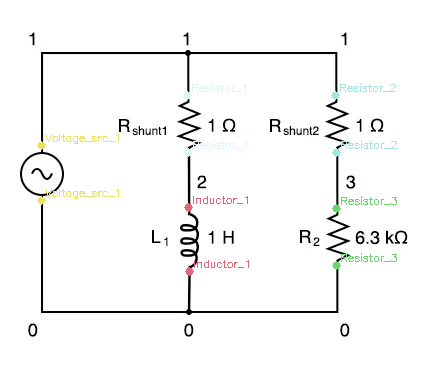 1 1 1
Resistor_1 Resistor_2
Voltage_src_1 Rshunt1 1 Ω Rshunt2 1 Ω
Resistor_1 Resistor_2
2 3
Voltage_src_1 Inductor_1 Resistor_3
L1 1 H R2 6.3 kΩ
Inductor_1 Resistor_3
0 0 0